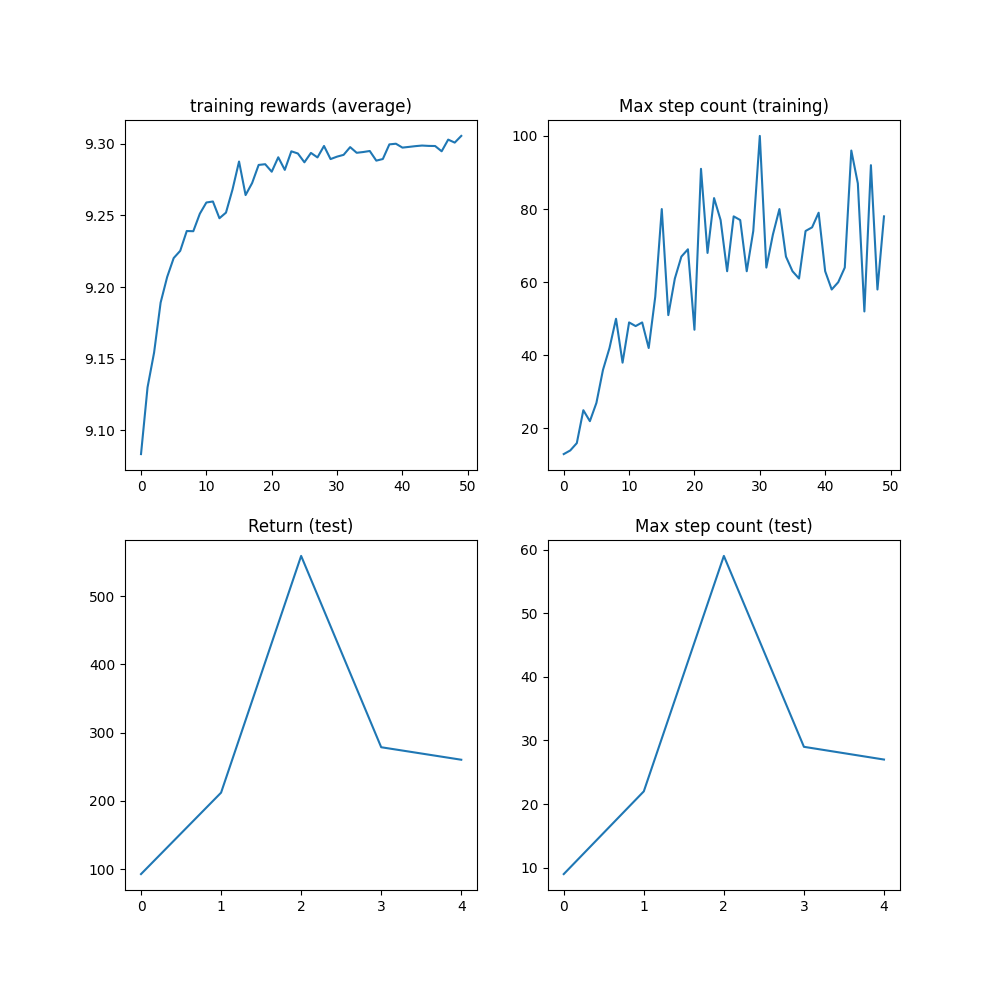 training rewards (average)
9.30
9.25
9.20
9.15
9.10
0 10 20 30 40 50
Max step count (training)
100
80
60
40
20
0 10 20 30 40 50
Return (test)
500
400
300
200
100
0 1 2 3 4
Max step count (test)
60
50
40
30
20
10
0 1 2 3 4